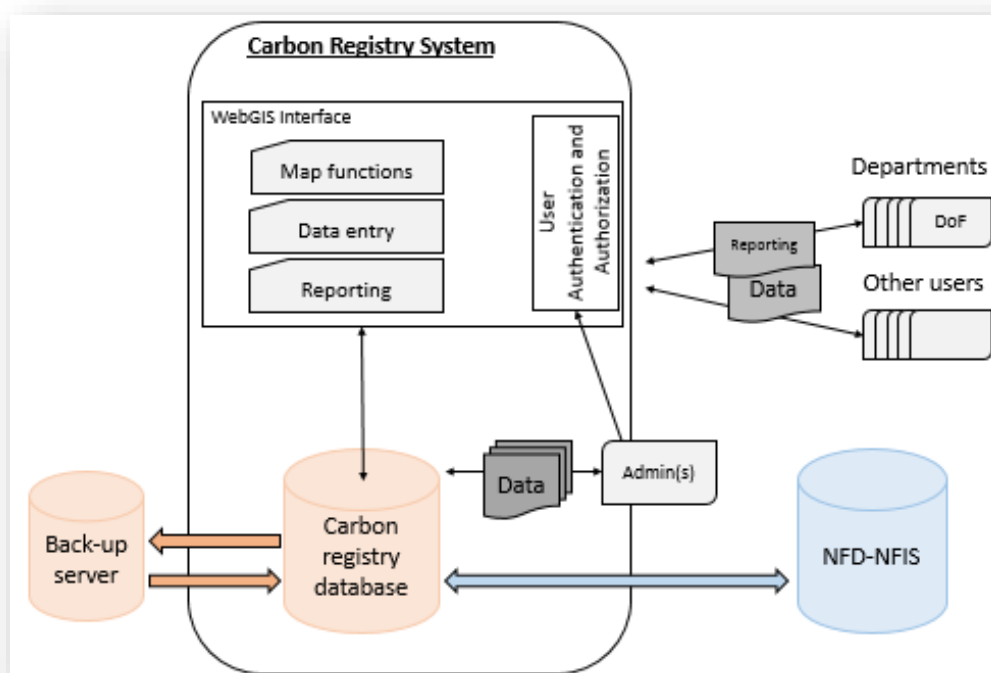 Carbon Registry System
WebGIS Interface
Map functions
Data entry
Reporting
User
Authentication and
Authorization
Departments
DoF
Reporting
Data
Other users
Data
Admin(s)
Back-up
server
Carbon
registry
database
NFD-NFIS